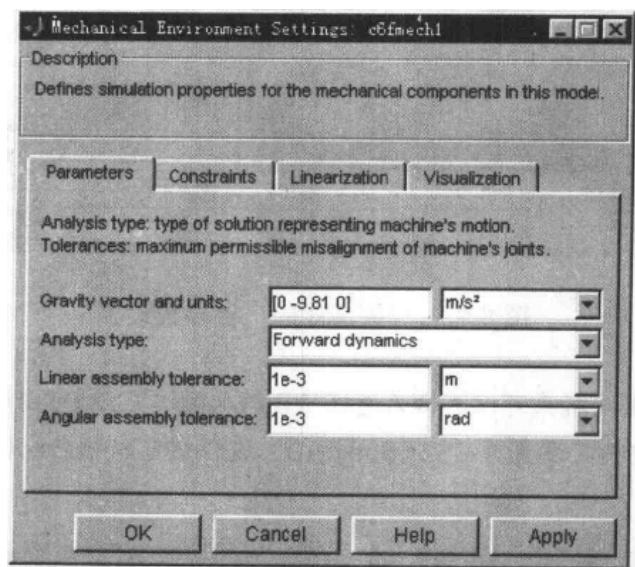 Mechanical Environment Settings: c6fmech1
Description
Defines simulation properties for the mechanical components in this model.
Parameters Constraints Linearization Visualization
Analysis type: type of solution representing machine's motion.
Tolerances: maximum permissible misalignment of machine's joints.
Gravity vector and units: [0 -9.81 0] m/s²
Analysis type: Forward dynamics
Linear assembly tolerance: 1e-3 m
Angular assembly tolerance: 1e-3 rad
OK Cancel Help Apply